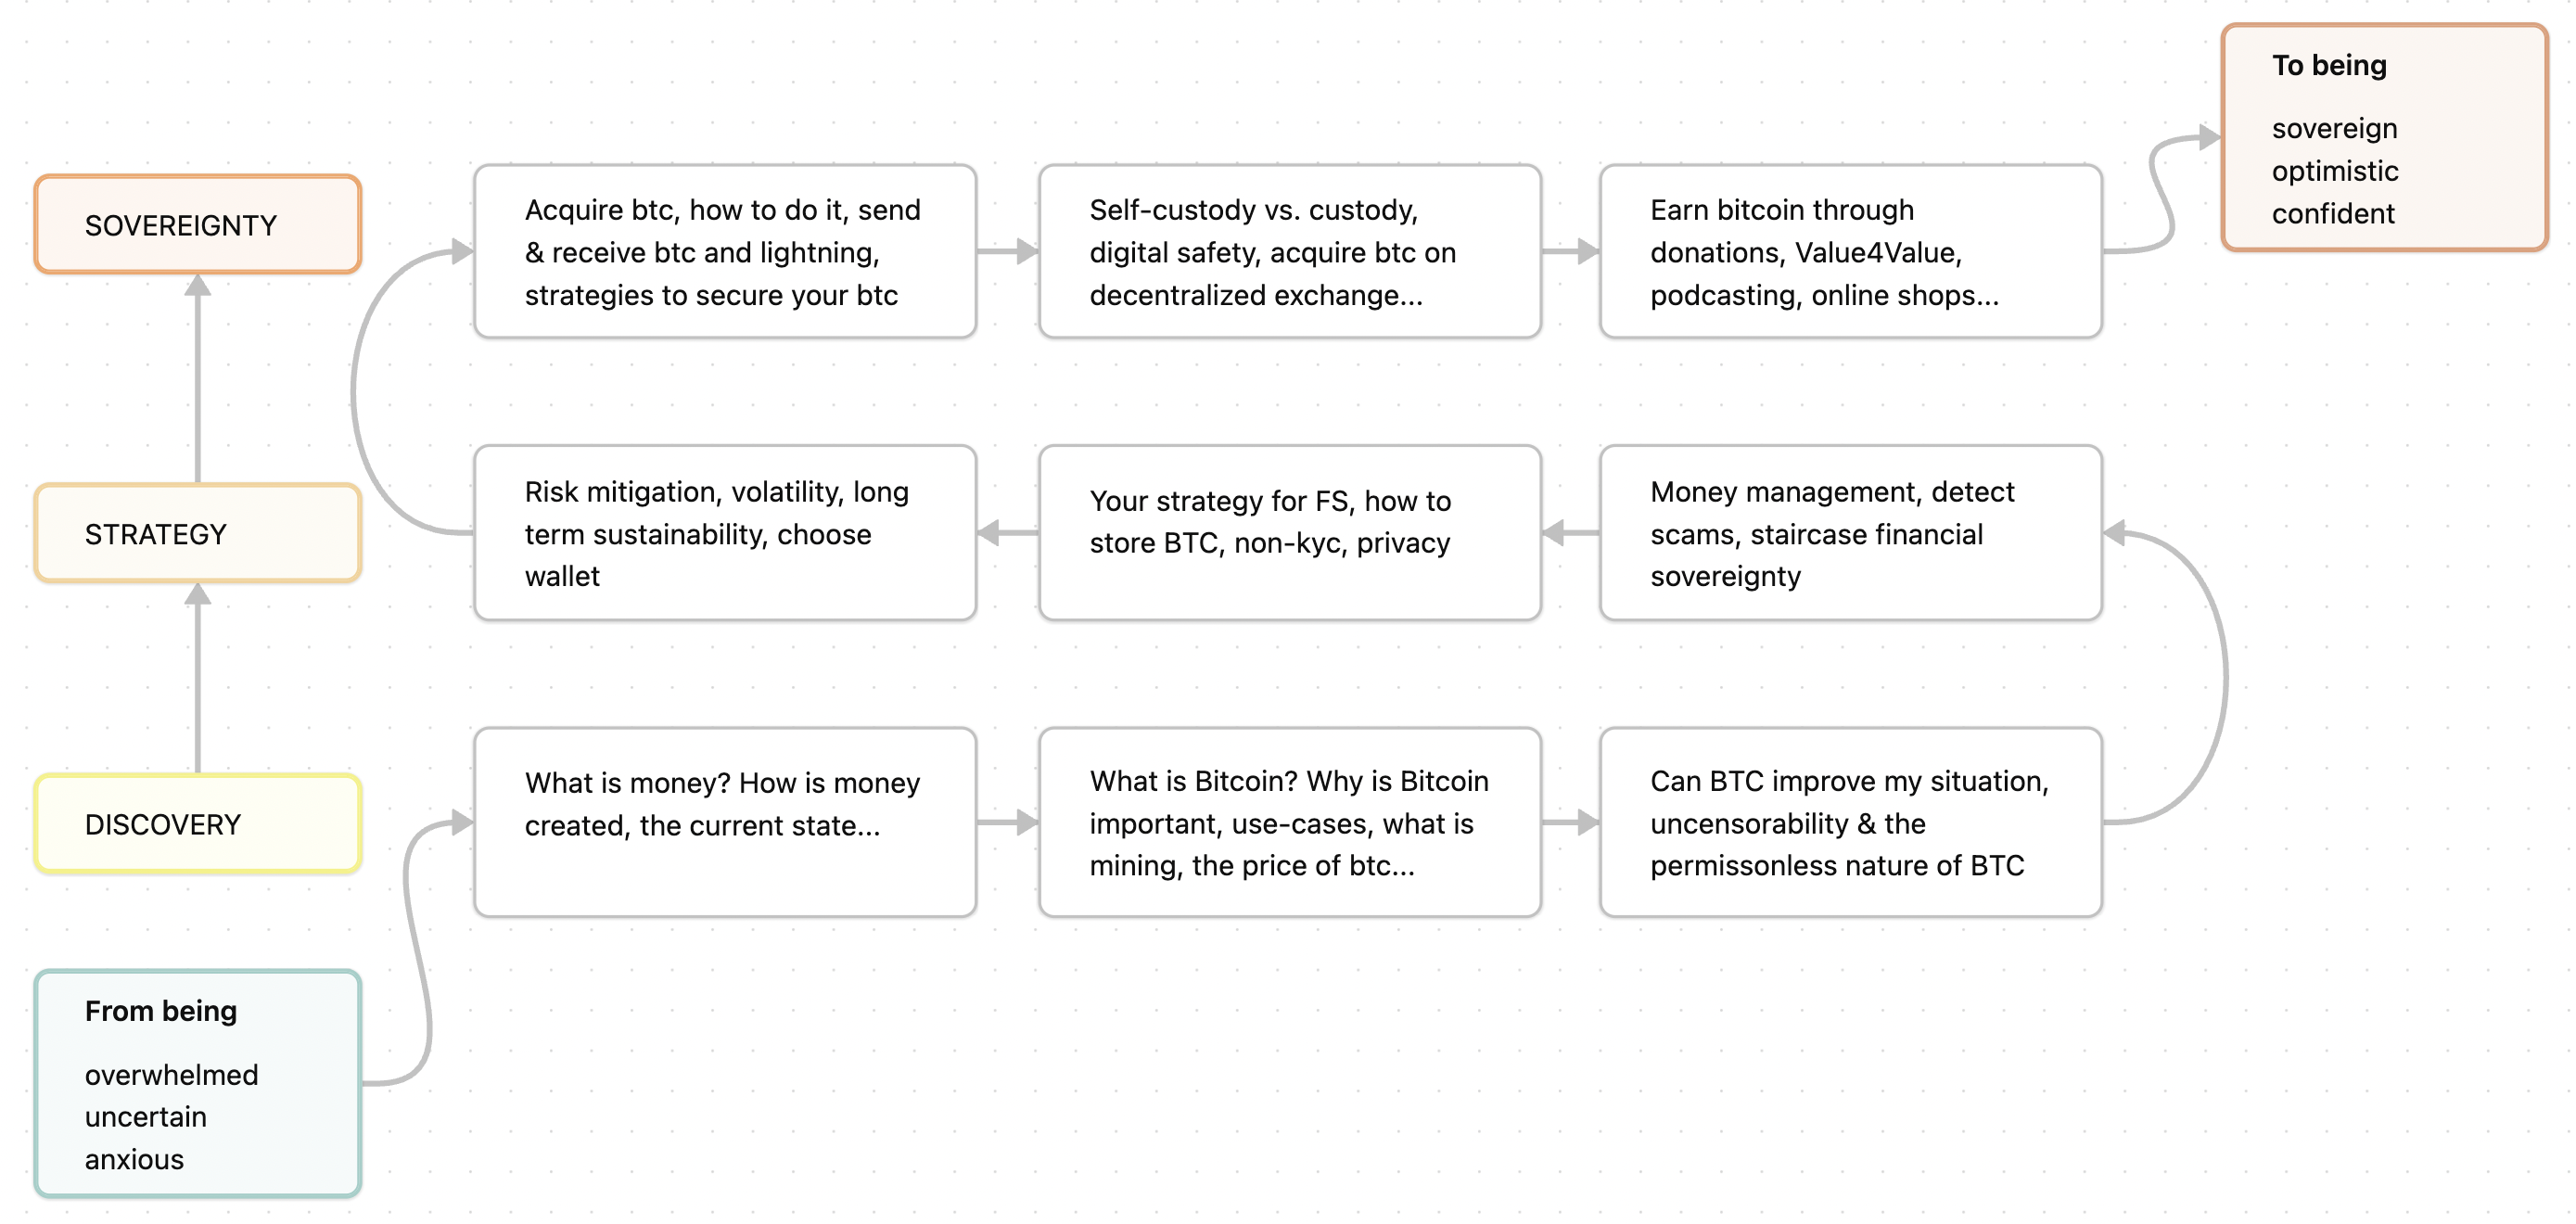 To being
sovereign
optimistic
confident
SOVEREIGNTY
Acquire btc, how to do it, send
& receive btc and lightning,
strategies to secure your btc
Self-custody vs. custody,
digital safety, acquire btc on
decentralized exchange...
Earn bitcoin through
donations, Value4Value,
podcasting, online shops...
STRATEGY
Risk mitigation, volatility, long
term sustainability, choose
wallet
Your strategy for FS, how to
store BTC, non-kyc, privacy
Money management, detect
scams, staircase financial
sovereignty
DISCOVERY
What is money? How is money
created, the current state...
What is Bitcoin? Why is Bitcoin
important, use-cases, what is
mining, the price of btc...
Can BTC improve my situation,
uncensorability & the
permissonless nature of BTC
From being
overwhelmed
uncertain
anxious